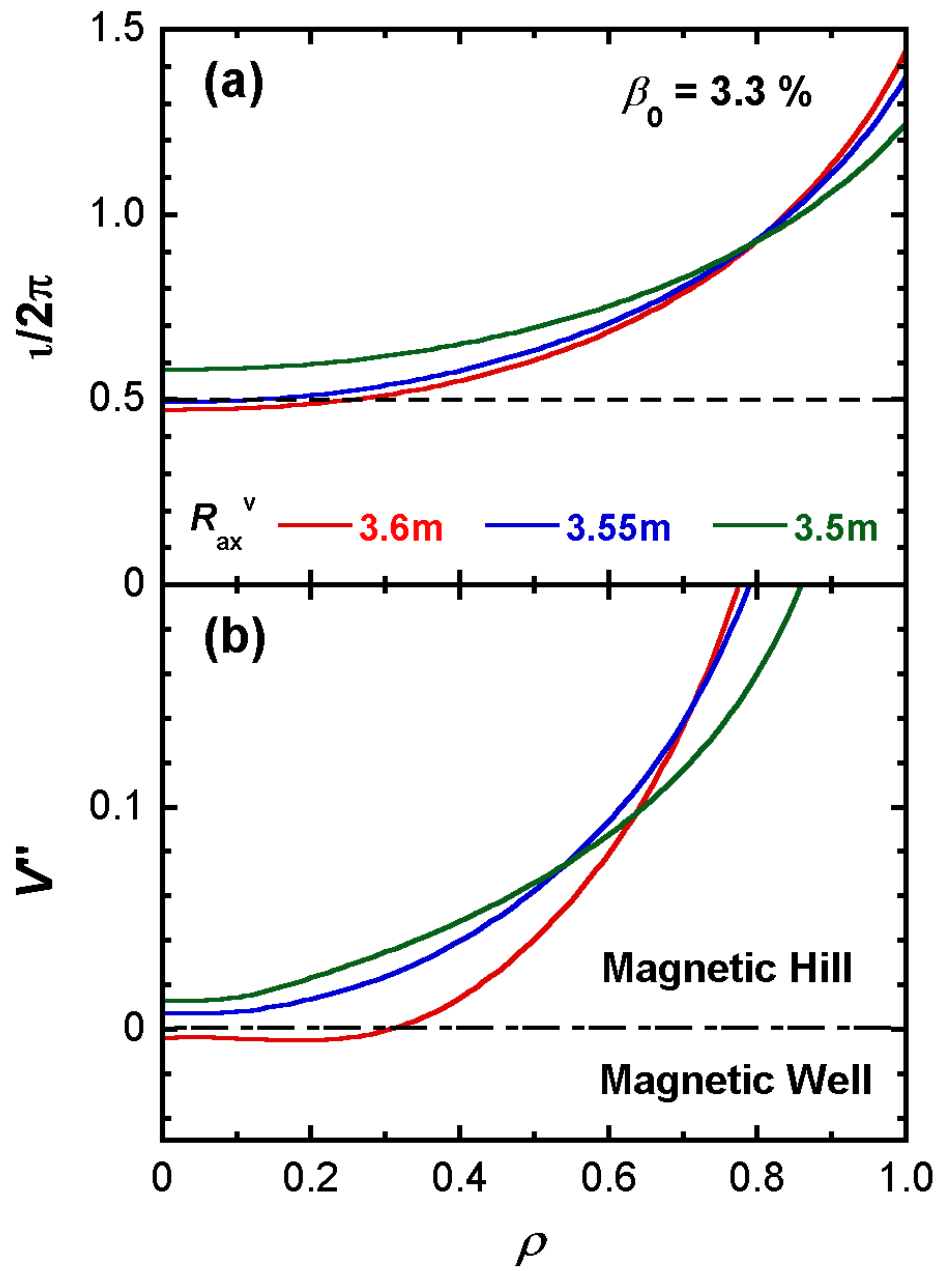 1.5
(a)
β0 = 3.3 %
1.0
ι/2π
0.5
Rax^v 3.6m 3.55m 3.5m
0
(b)
0.1
V"
Magnetic Hill
0
Magnetic Well
0 0.2 0.4 0.6 0.8 1.0
ρ